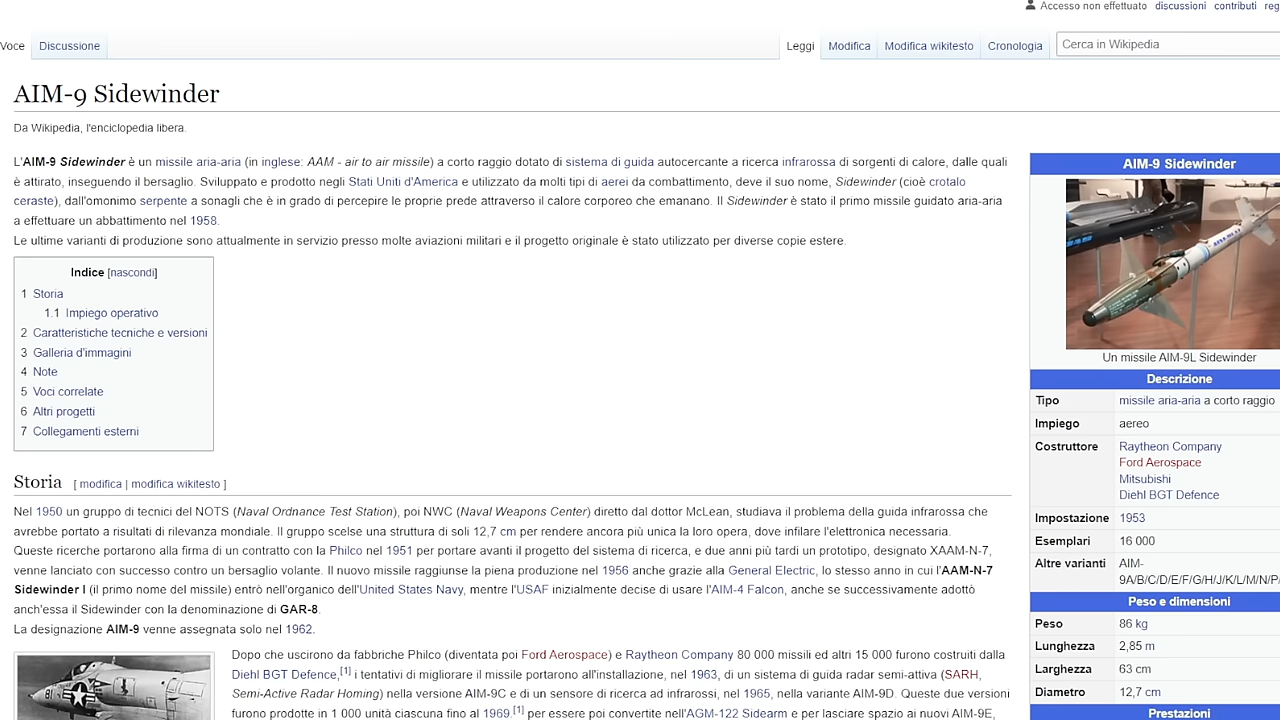 Accesso non effettuato discussioni contributi reg
Voce Discussione Leggi Modifica Modifica wikitesto Cronologia Cerca in Wikipedia
AIM-9 Sidewinder
Da Wikipedia, l'enciclopedia libera.
L'AIM-9 Sidewinder è un missile aria-aria (in inglese: AAM - air to air missile) a corto raggio dotato di sistema di guida autocercante a ricerca infrarossa di sorgenti di calore, dalle quali
è attirato, inseguendo il bersaglio. Sviluppato e prodotto negli Stati Uniti d'America e utilizzato da molti tipi di aerei da combattimento, deve il suo nome, Sidewinder (cioè crotalo
ceraste), dall'omonimo serpente a sonagli che è in grado di percepire le proprie prede attraverso il calore corporeo che emanano. Il Sidewinder è stato il primo missile guidato aria-aria
a effettuare un abbattimento nel 1958.
Le ultime varianti di produzione sono attualmente in servizio presso molte aviazioni militari e il progetto originale è stato utilizzato per diverse copie estere.
Indice [nascondi]
1 Storia
1.1 Impiego operativo
2 Caratteristiche tecniche e versioni
3 Galleria d'immagini
4 Note
5 Voci correlate
6 Altri progetti
7 Collegamenti esterni
Storia [ modifica | modifica wikitesto ]
Nel 1950 un gruppo di tecnici del NOTS (Naval Ordnance Test Station), poi NWC (Naval Weapons Center) diretto dal dottor McLean, studiava il problema della guida infrarossa che
avrebbe portato a risultati di rilevanza mondiale. Il gruppo scelse una struttura di soli 12,7 cm per rendere ancora più unica la loro opera, dove infilare l'elettronica necessaria.
Queste ricerche portarono alla firma di un contratto con la Philco nel 1951 per portare avanti il progetto del sistema di ricerca, e due anni più tardi un prototipo, designato XAAM-N-7,
venne lanciato con successo contro un bersaglio volante. Il nuovo missile raggiunse la piena produzione nel 1956 anche grazie alla General Electric, lo stesso anno in cui l'AAM-N-7
Sidewinder I (il primo nome del missile) entrò nell'organico dell'United States Navy, mentre l'USAF inizialmente decise di usare l'AIM-4 Falcon, anche se successivamente adottò
anch'essa il Sidewinder con la denominazione di GAR-8.
La designazione AIM-9 venne assegnata solo nel 1962.
Dopo che uscirono da fabbriche Philco (diventata poi Ford Aerospace) e Raytheon Company 80 000 missili ed altri 15 000 furono costruiti dalla
Diehl BGT Defence,[1] i tentativi di migliorare il missile portarono all'installazione, nel 1963, di un sistema di guida radar semi-attiva (SARH,
Semi-Active Radar Homing) nella versione AIM-9C e di un sensore di ricerca ad infrarossi, nel 1965, nella variante AIM-9D. Queste due versioni
furono prodotte in 1 000 unità ciascuna fino al 1969,[1] per essere poi convertite nell'AGM-122 Sidearm e per lasciare spazio ai nuovi AIM-9E,
AIM-9 Sidewinder
Un missile AIM-9L Sidewinder
Descrizione
Tipo missile aria-aria a corto raggio
Impiego aereo
Costruttore Raytheon Company
Ford Aerospace
Mitsubishi
Diehl BGT Defence
Impostazione 1953
Esemplari 16 000
Altre varianti AIM-
9A/B/C/D/E/F/G/H/J/K/L/M/N/P/
Peso e dimensioni
Peso 86 kg
Lunghezza 2,85 m
Larghezza 63 cm
Diametro 12,7 cm
Prestazioni